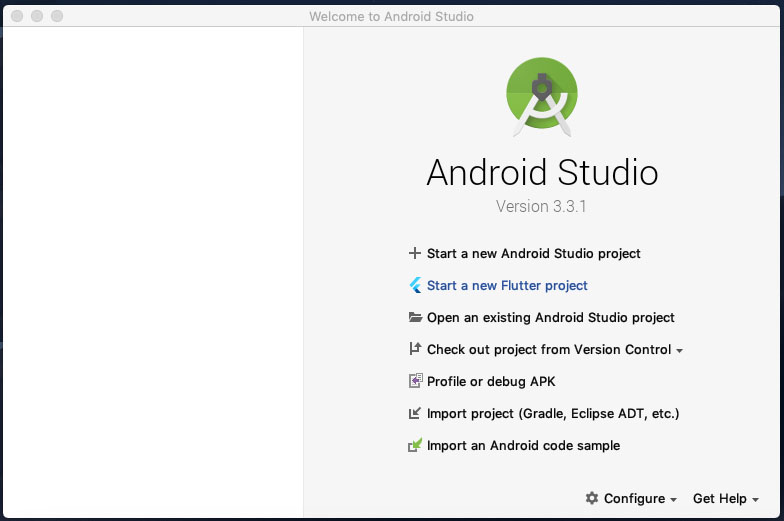 Welcome to Android Studio
Android Studio
Version 3.3.1
Start a new Android Studio project
Start a new Flutter project
Open an existing Android Studio project
Check out project from Version Control
Profile or debug APK
Import project (Gradle, Eclipse ADT, etc.)
Import an Android code sample
Configure Get Help